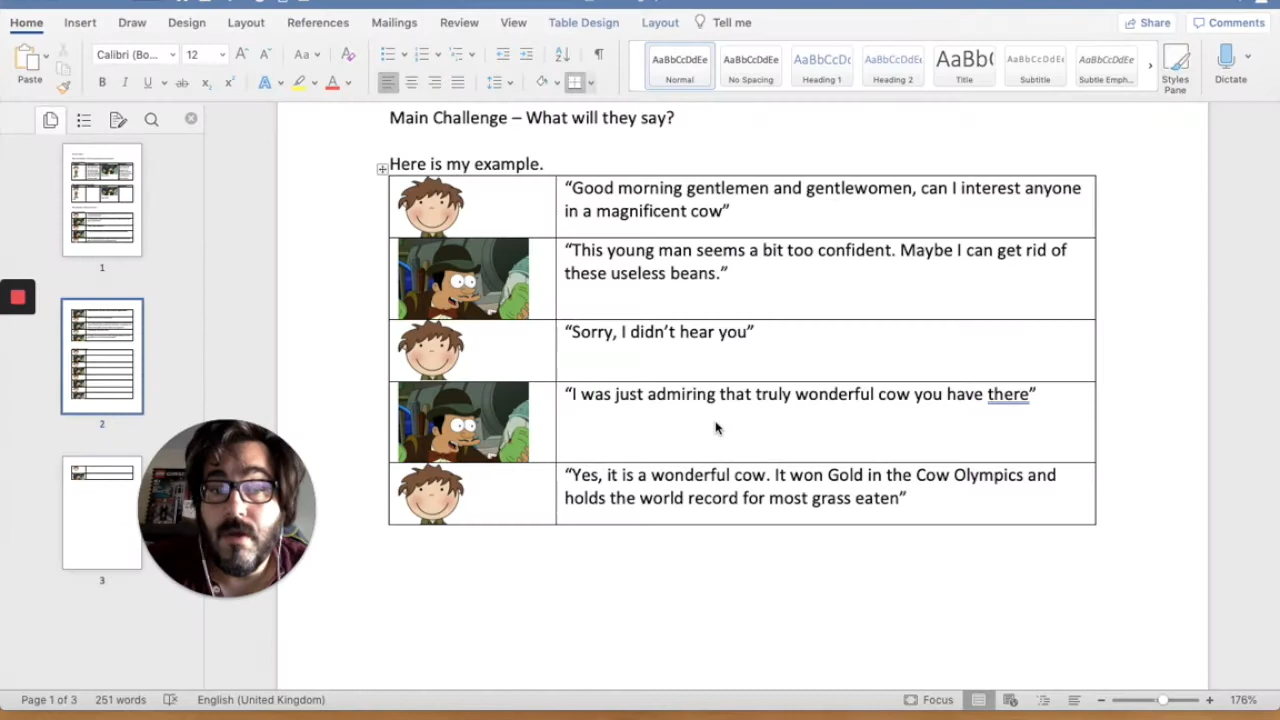 Home Insert Draw Design Layout References Mailings Review View Table Design Layout Tell me Share Comments
Calibri (Bo... 12 Aa AaBbCcDdEe AaBbCcDdEe AaBbCcDc AaBbCcDdEe AaBbC AaBbCcDdEe AaBbCcDdEe
Paste Normal No Spacing Heading 1 Heading 2 Title Subtitle Subtle Emph... Styles Pane Dictate
Main Challenge – What will they say?
Here is my example.
“Good morning gentlemen and gentlewomen, can I interest anyone
in a magnificent cow”
“This young man seems a bit too confident. Maybe I can get rid of
these useless beans.”
“Sorry, I didn’t hear you”
“I was just admiring that truly wonderful cow you have there”
“Yes, it is a wonderful cow. It won Gold in the Cow Olympics and
holds the world record for most grass eaten”
1
2
3
Page 1 of 3 251 words English (United Kingdom) Focus 176%